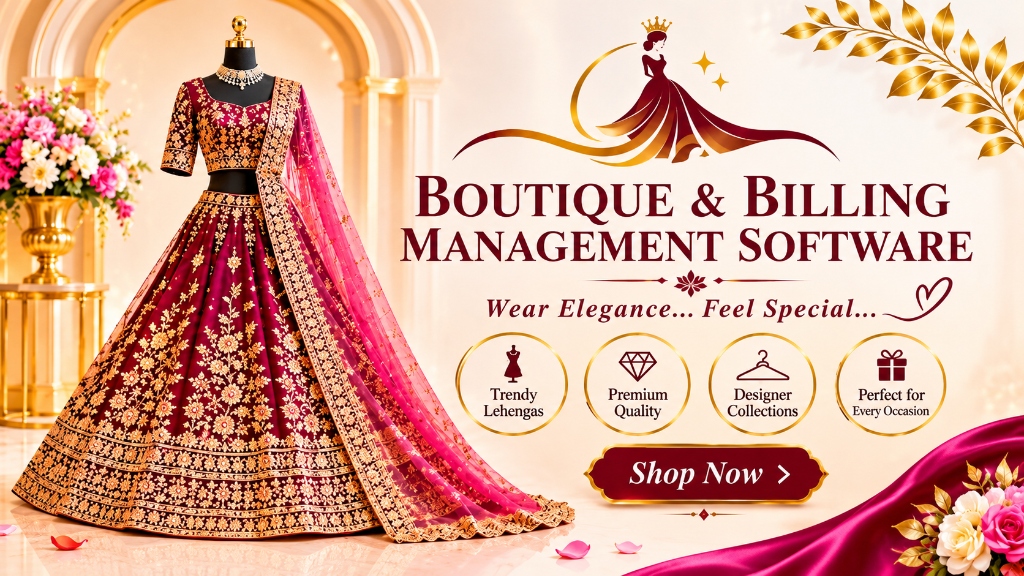 BOUTIQUE & BILLING
MANAGEMENT SOFTWARE
Wear Elegance... Feel Special...
Trendy
Lehengas
Premium
Quality
Designer
Collections
Perfect for
Every Occasion
Shop Now >